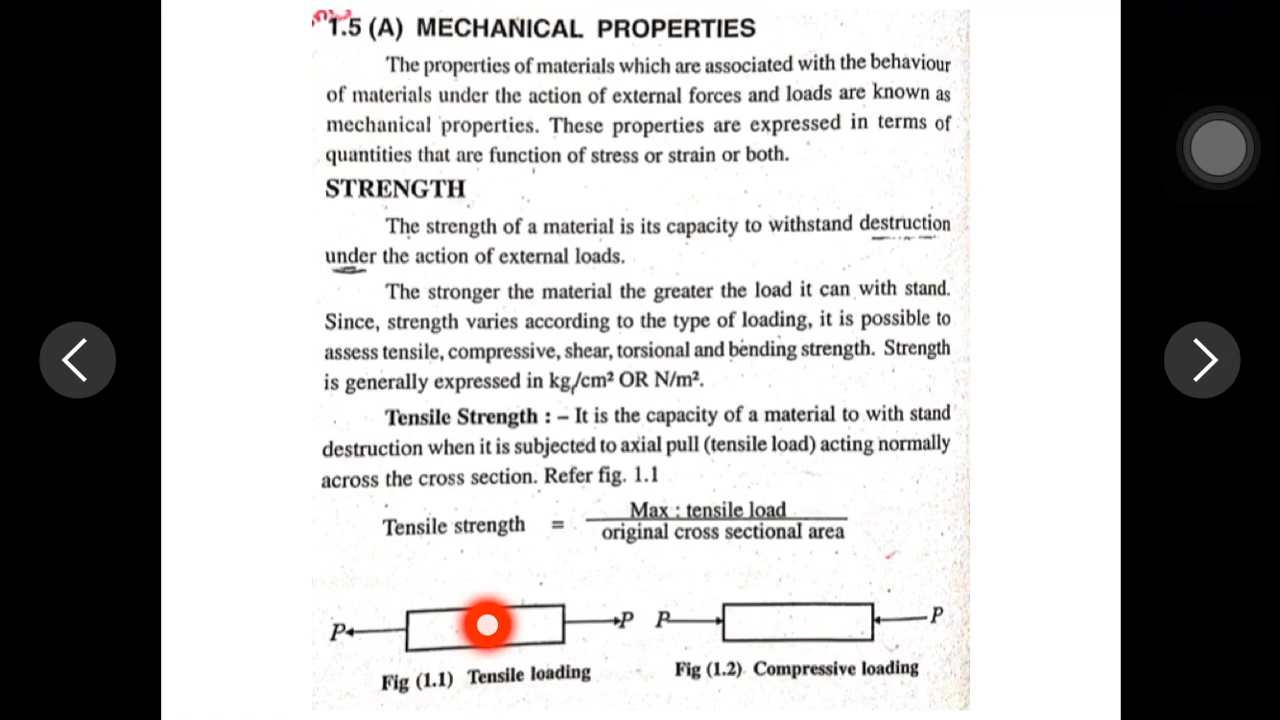 1.5 (A) MECHANICAL PROPERTIES
The properties of materials which are associated with the behaviour
of materials under the action of external forces and loads are known as
mechanical properties. These properties are expressed in terms of
quantities that are function of stress or strain or both.
STRENGTH
The strength of a material is its capacity to withstand destruction
under the action of external loads.
The stronger the material the greater the load it can with stand.
Since, strength varies according to the type of loading, it is possible to
assess tensile, compressive, shear, torsional and bending strength. Strength
is generally expressed in kg/cm² OR N/m².
Tensile Strength : – It is the capacity of a material to with stand
destruction when it is subjected to axial pull (tensile load) acting normally
across the cross section. Refer fig. 1.1
Max : tensile load
Tensile strength =
original cross sectional area
P P P P
Fig (1.1) Tensile loading Fig (1.2) Compressive loading